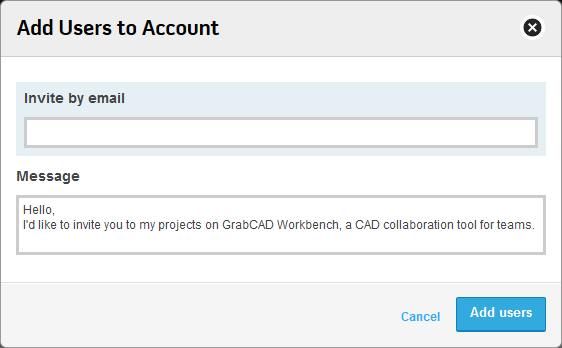 Add Users to Account
Invite by email
Message
Hello,
I'd like to invite you to my projects on GrabCAD Workbench, a CAD collaboration tool for teams.
Cancel
Add users